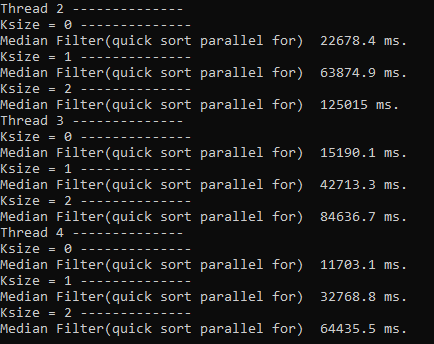 Thread 2 --------------
Ksize = 0 --------------
Median Filter(quick sort parallel for)  22678.4 ms.
Ksize = 1 --------------
Median Filter(quick sort parallel for)  63874.9 ms.
Ksize = 2 --------------
Median Filter(quick sort parallel for)  125015 ms.
Thread 3 --------------
Ksize = 0 --------------
Median Filter(quick sort parallel for)  15190.1 ms.
Ksize = 1 --------------
Median Filter(quick sort parallel for)  42713.3 ms.
Ksize = 2 --------------
Median Filter(quick sort parallel for)  84636.7 ms.
Thread 4 --------------
Ksize = 0 --------------
Median Filter(quick sort parallel for)  11703.1 ms.
Ksize = 1 --------------
Median Filter(quick sort parallel for)  32768.8 ms.
Ksize = 2 --------------
Median Filter(quick sort parallel for)  64435.5 ms.